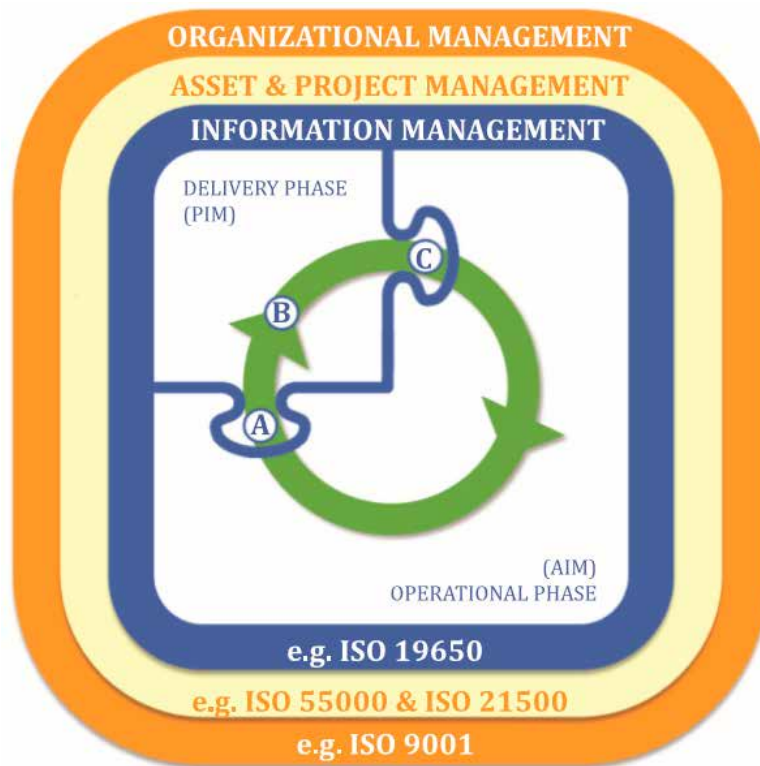 ORGANIZATIONAL MANAGEMENT
ASSET & PROJECT MANAGEMENT
INFORMATION MANAGEMENT
DELIVERY PHASE
(PIM)
C
B
A
(AIM)
OPERATIONAL PHASE
e.g. ISO 19650
e.g. ISO 55000 & ISO 21500
e.g. ISO 9001